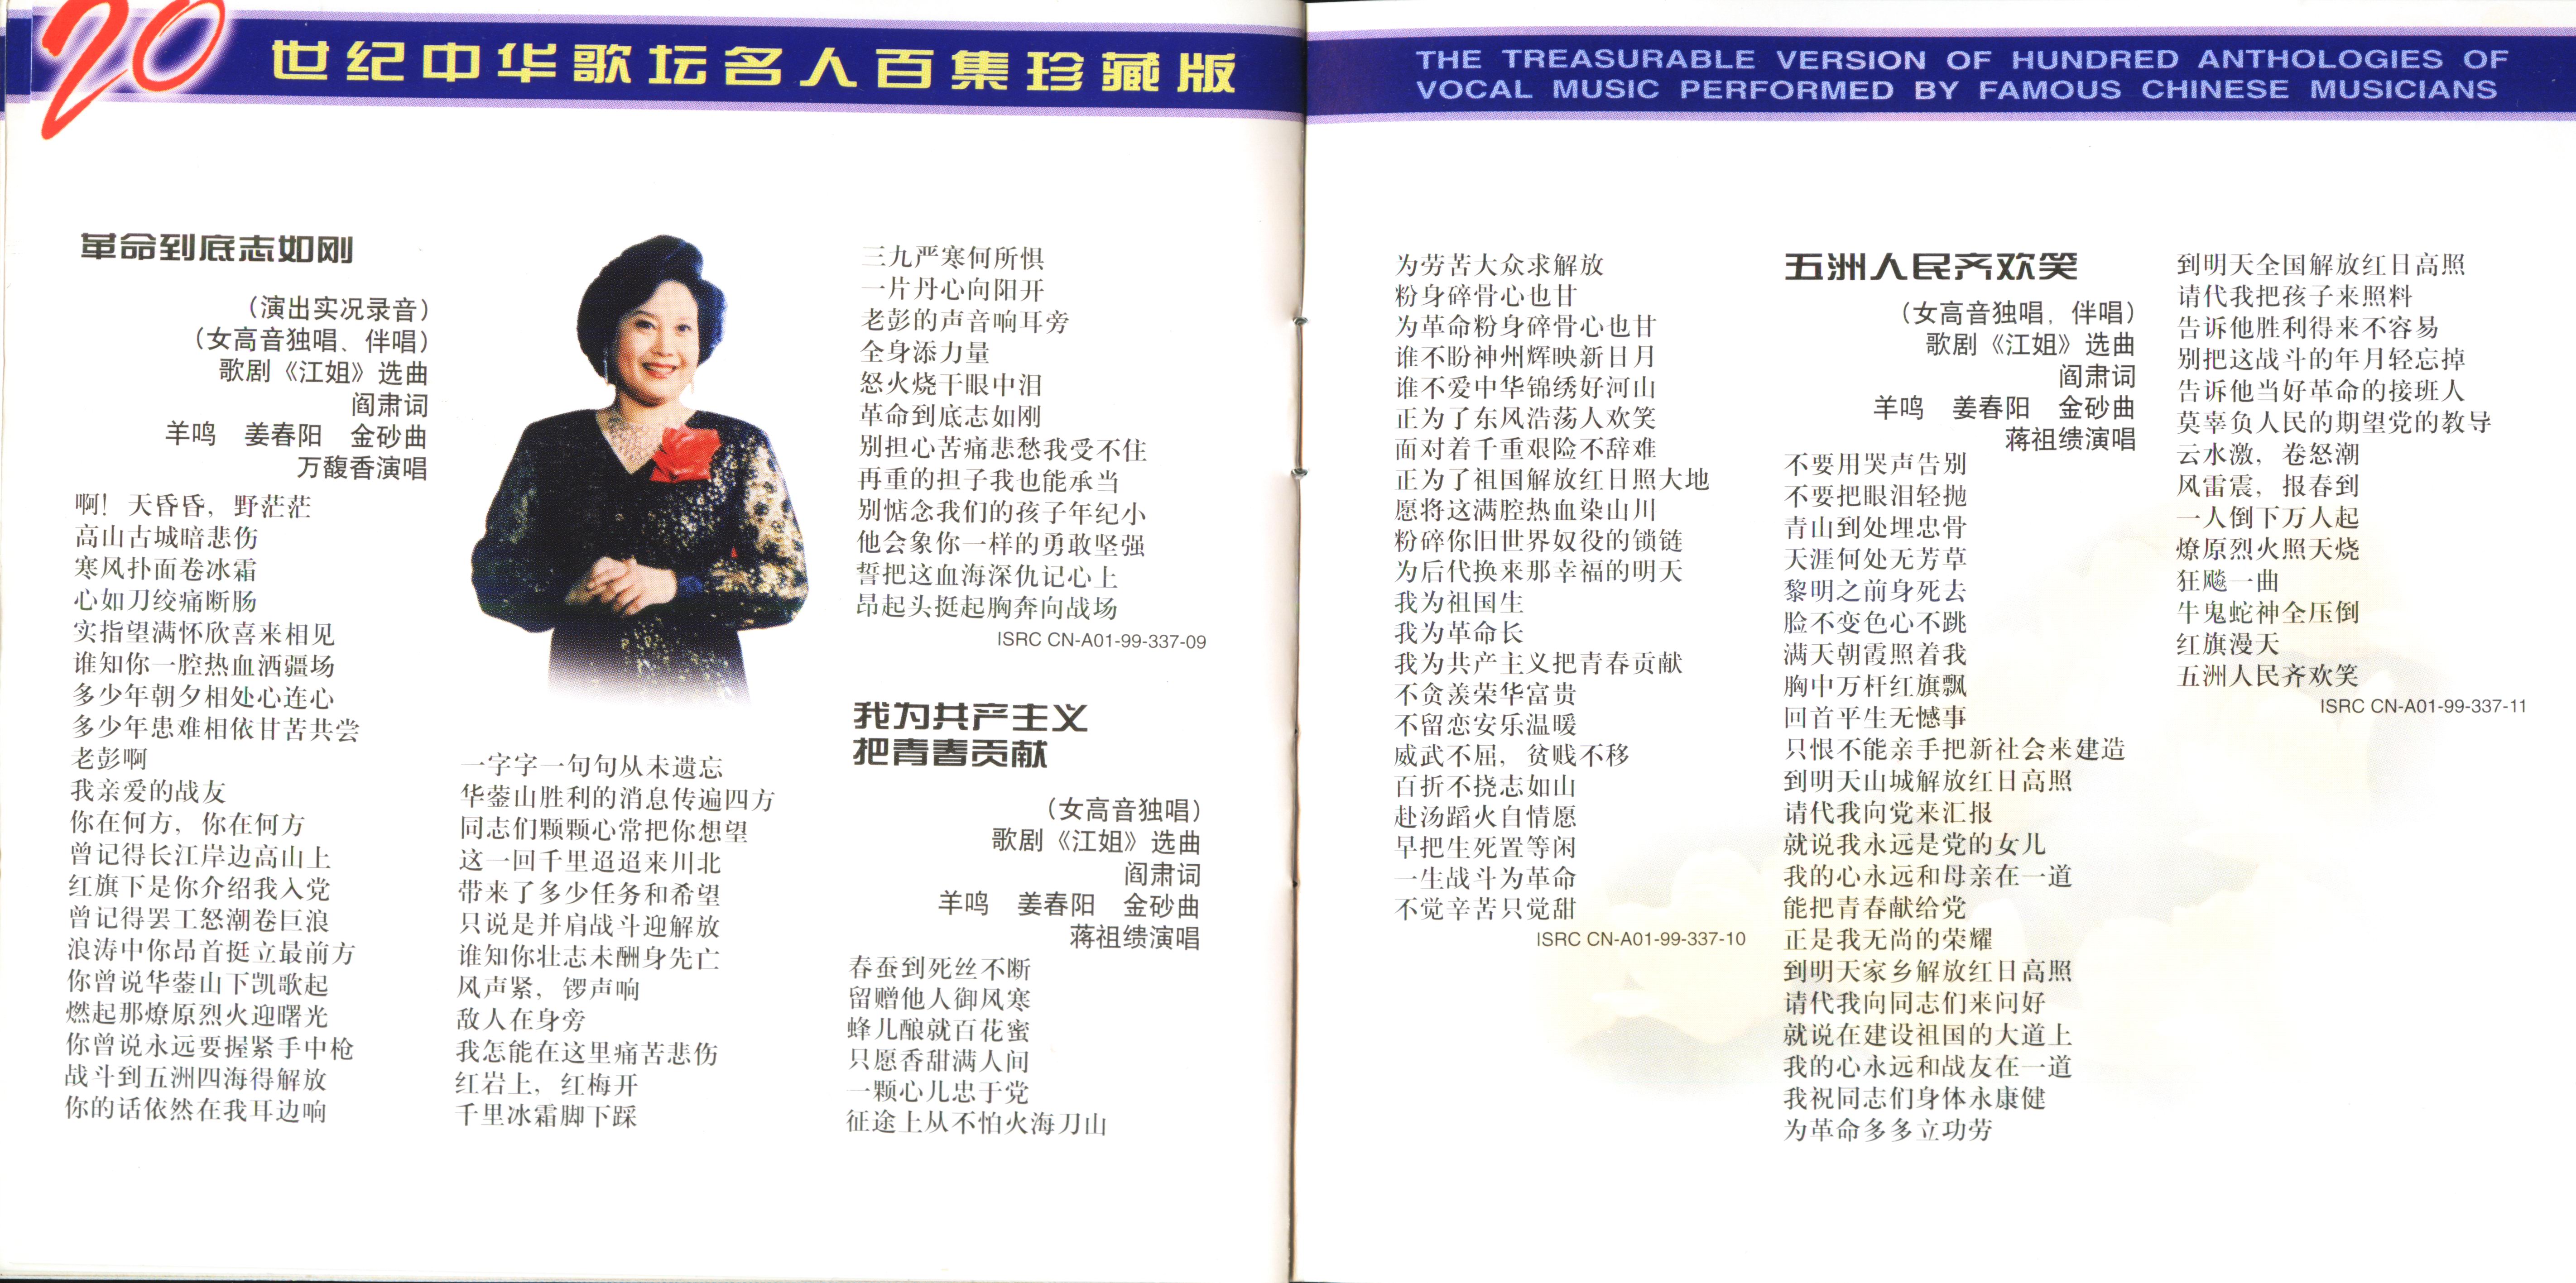 20世纪中华歌坛名人百集珍藏版
THE TREASURABLE VERSION OF HUNDRED ANTHOLOGIES OF
VOCAL MUSIC PERFORMED BY FAMOUS CHINESE MUSICIANS
革命到底志如刚
（演出实况录音）
（女高音独唱、伴唱）
歌剧《江姐》选曲
阎肃词
羊鸣　姜春阳　金砂曲
万馥香演唱
啊！天昏昏，野茫茫
高山古城暗悲伤
寒风扑面卷冰霜
心如刀绞痛断肠
实指望满怀欣喜来相见
谁知你一腔热血洒疆场
多少年朝夕相处心连心
多少年患难相依甘苦共尝
老彭啊
我亲爱的战友
你在何方，你在何方
曾记得长江岸边高山上
红旗下是你介绍我入党
曾记得罢工怒潮卷巨浪
浪涛中你昂首挺立最前方
你曾说华蓥山下凯歌起
燃起那燎原烈火迎曙光
你曾说永远要握紧手中枪
战斗到五洲四海得解放
你的话依然在我耳边响
一字字一句句从未遗忘
华蓥山胜利的消息传遍四方
同志们颗颗心常把你想望
这一回千里迢迢来川北
带来了多少任务和希望
只说是并肩战斗迎解放
谁知你壮志未酬身先亡
风声紧，锣声响
敌人在身旁
我怎能在这里痛苦悲伤
红岩上，红梅开
千里冰霜脚下踩
三九严寒何所惧
一片丹心向阳开
老彭的声音响耳旁
全身添力量
怒火烧干眼中泪
革命到底志如刚
别担心苦痛悲愁我受不住
再重的担子我也能承当
别惦念我们的孩子年纪小
他会象你一样的勇敢坚强
誓把这血海深仇记心上
昂起头挺起胸奔向战场
ISRC CN-A01-99-337-09
我为共产主义
把青春贡献
（女高音独唱）
歌剧《江姐》选曲
阎肃词
羊鸣　姜春阳　金砂曲
蒋祖缋演唱
春蚕到死丝不断
留赠他人御风寒
蜂儿酿就百花蜜
只愿香甜满人间
一颗心儿忠于党
征途上从不怕火海刀山
为劳苦大众求解放
粉身碎骨心也甘
为革命粉身碎骨心也甘
谁不盼神州辉映新日月
谁不爱中华锦绣好河山
正为了东风浩荡人欢笑
面对着千重艰险不辞难
正为了祖国解放红日照大地
愿将这满腔热血染山川
粉碎你旧世界奴役的锁链
为后代换来那幸福的明天
我为祖国生
我为革命长
我为共产主义把青春贡献
不贪羡荣华富贵
不留恋安乐温暖
威武不屈，贫贱不移
百折不挠志如山
赴汤蹈火自情愿
早把生死置等闲
一生战斗为革命
不觉辛苦只觉甜
ISRC CN-A01-99-337-10
五洲人民齐欢笑
（女高音独唱，伴唱）
歌剧《江姐》选曲
阎肃词
羊鸣　姜春阳　金砂曲
蒋祖缋演唱
不要用哭声告别
不要把眼泪轻抛
青山到处埋忠骨
天涯何处无芳草
黎明之前身死去
脸不变色心不跳
满天朝霞照着我
胸中万杆红旗飘
回首平生无憾事
只恨不能亲手把新社会来建造
到明天山城解放红日高照
请代我向党来汇报
就说我永远是党的女儿
我的心永远和母亲在一道
能把青春献给党
正是我无尚的荣耀
到明天家乡解放红日高照
请代我向同志们来问好
就说在建设祖国的大道上
我的心永远和战友在一道
我祝同志们身体永康健
为革命多多立功劳
到明天全国解放红日高照
请代我把孩子来照料
告诉他胜利得来不容易
别把这战斗的年月轻忘掉
告诉他当好革命的接班人
莫辜负人民的期望党的教导
云水激，卷怒潮
风雷震，报春到
一人倒下万人起
燎原烈火照天烧
狂飚一曲
牛鬼蛇神全压倒
红旗漫天
五洲人民齐欢笑
ISRC CN-A01-99-337-11